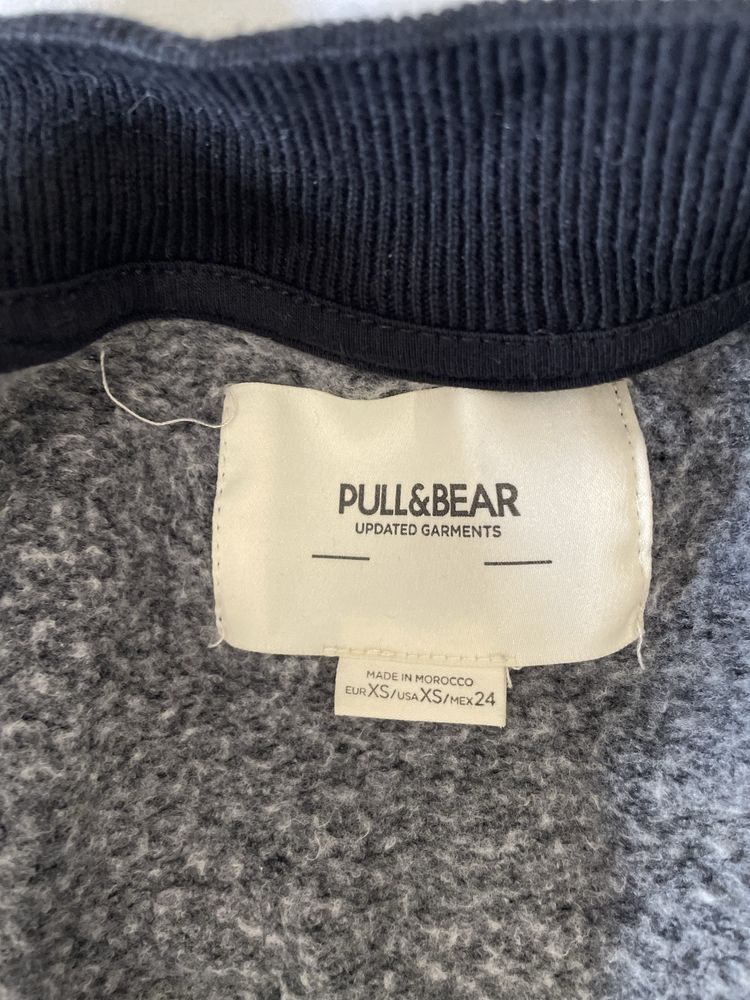 PULL&BEAR
UPDATED GARMENTS
MADE IN MOROCCO
EUR XS/USA XS/MEX 24